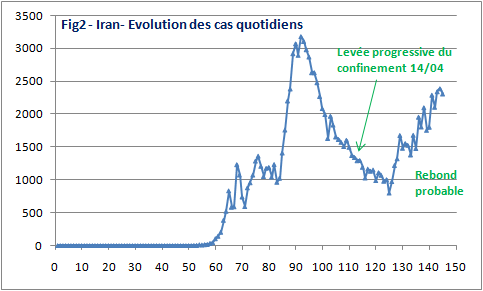 Fig2 - Iran- Evolution des cas quotidiens
3500
3000
2500
2000
1500
1000
500
0
Levée progressive du
confinement 14/04
Rebond
probable
0 10 20 30 40 50 60 70 80 90 100 110 120 130 140 150